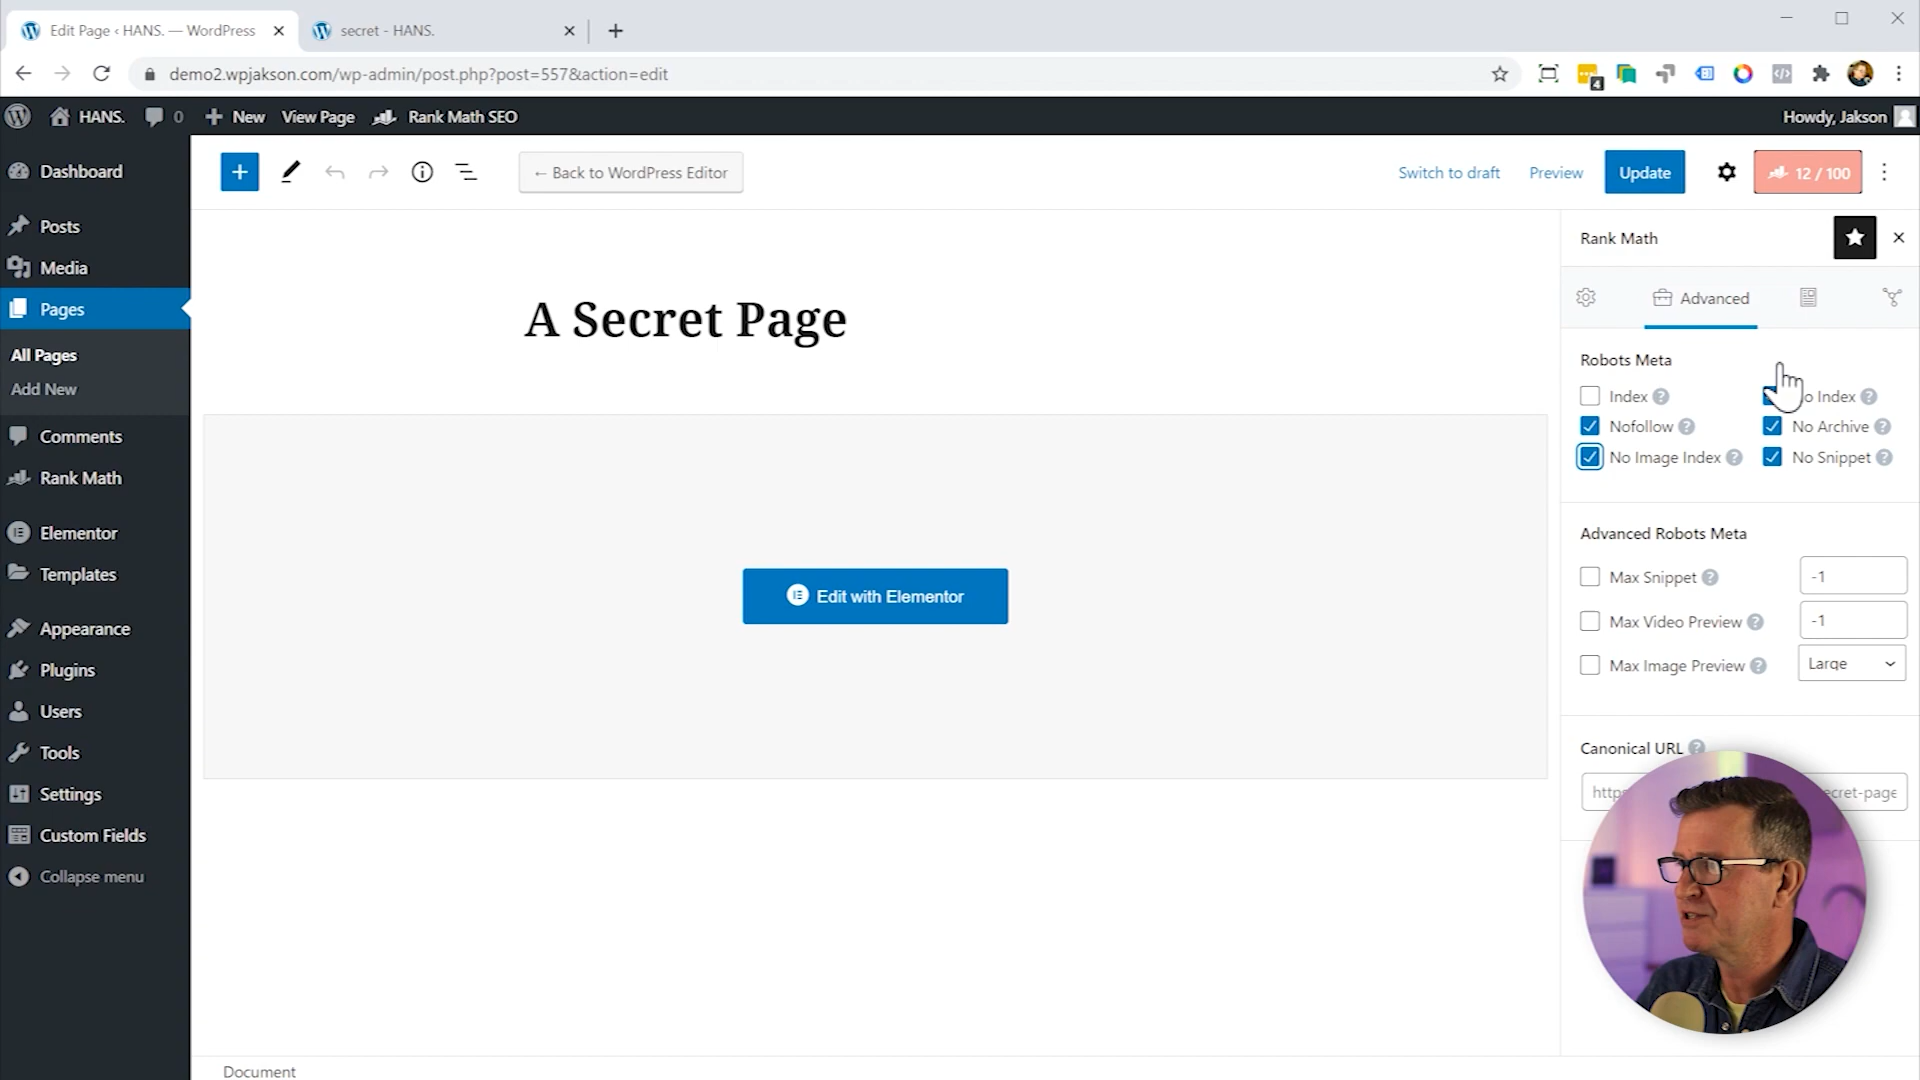 Edit Page ‹ HANS. — WordPress
secret - HANS.
demo2.wpjakson.com/wp-admin/post.php?post=557&action=edit
4
HANS.
0
New
View Page
Rank Math SEO
Howdy, Jakson
Dashboard
Posts
Media
Pages
All Pages
Add New
Comments
Rank Math
Elementor
Templates
Appearance
Plugins
Users
Tools
Settings
Custom Fields
Collapse menu
← Back to WordPress Editor
Switch to draft
Preview
Update
12 / 100
A Secret Page
Edit with Elementor
Document
Rank Math
Advanced
Robots Meta
Index
o Index
Nofollow
No Archive
No Image Index
No Snippet
Advanced Robots Meta
Max Snippet
-1
Max Video Preview
-1
Max Image Preview
Large
Canonical URL
http
ecret-page